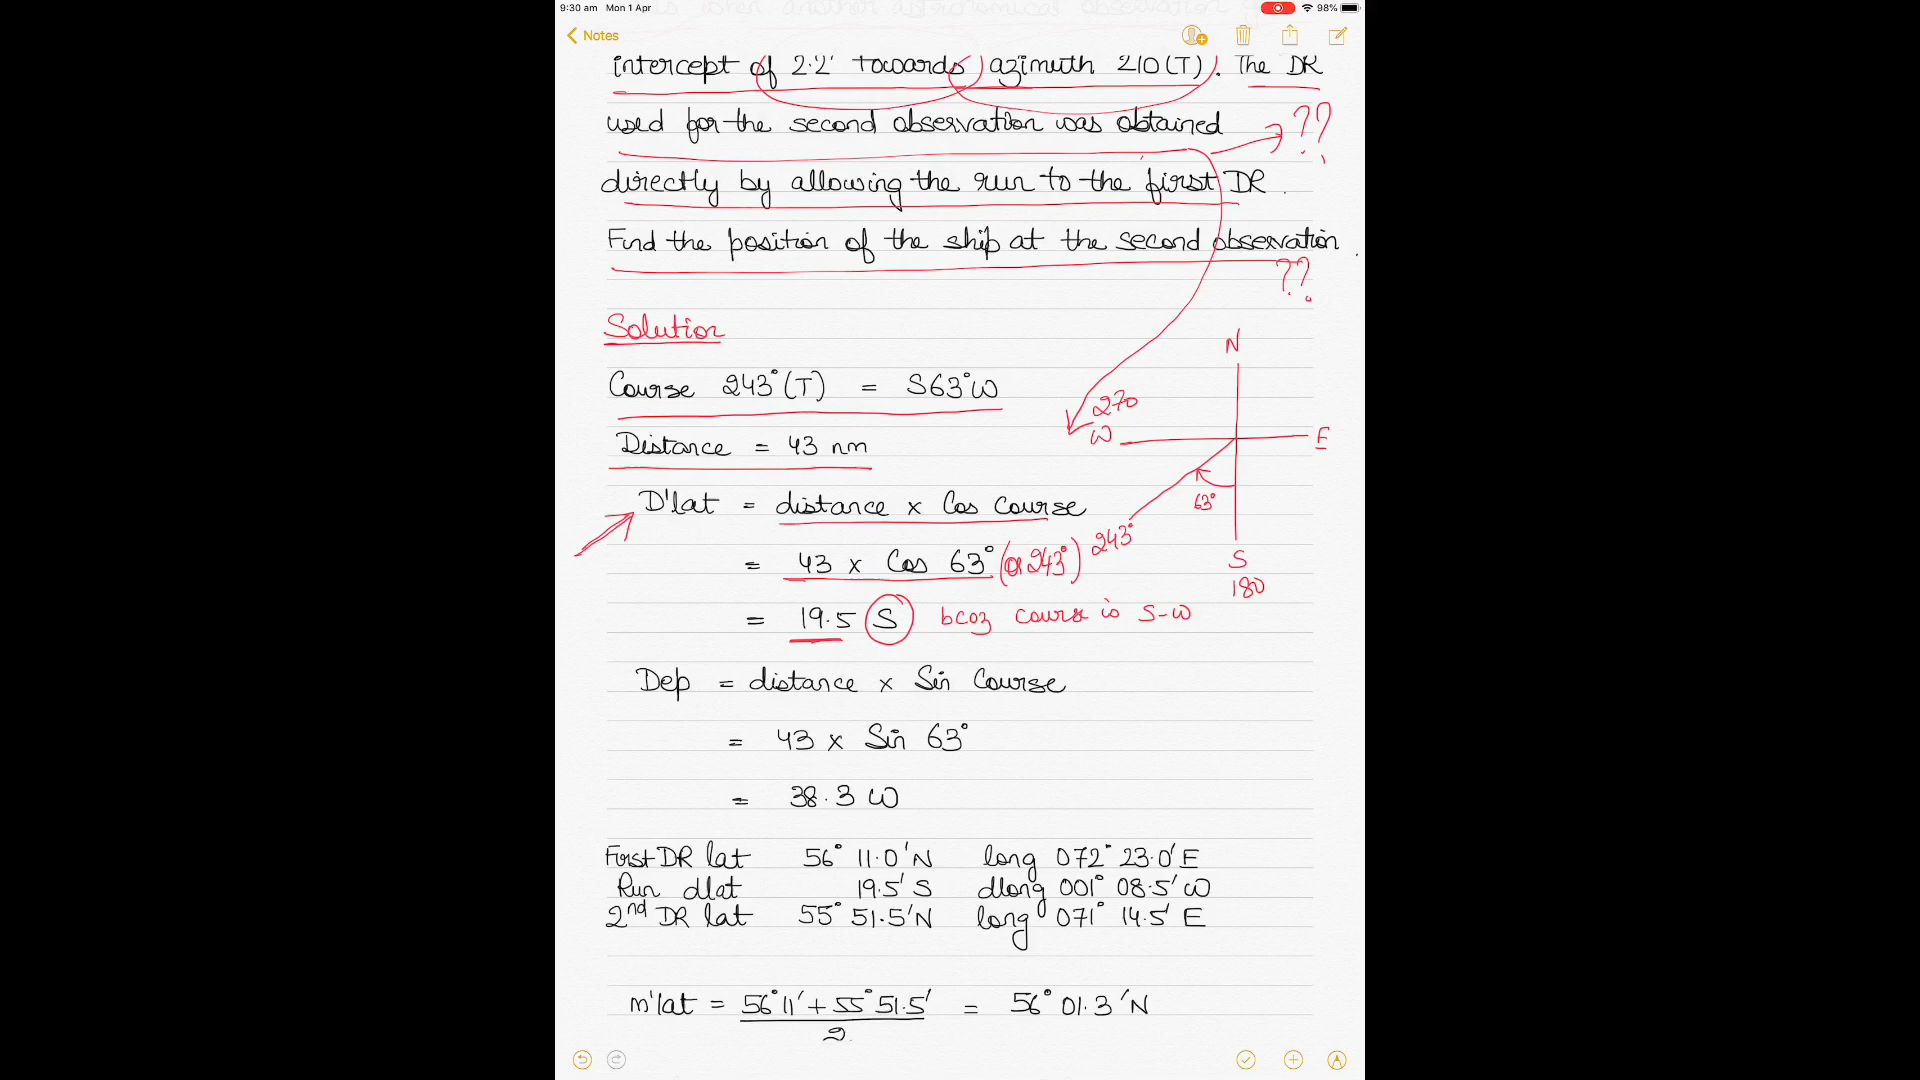 9:30 am Mon 1 Apr 98%
Notes
intercept of 2.2' towards azimuth 210(T). The DR
used for the second observation was obtained ??
directly by allowing the run to the first DR.
Find the position of the ship at the second observation.
??
Solution
N
Course 243°(T) = S63°W
270
W E
Distance = 43 nm
63°
D'lat = distance x Cos Course
243°
= 43 x Cos 63° (or 243°)
S
180
= 19.5 S bcoz course is S-W
Dep = distance x Sin Course
= 43 x Sin 63°
= 38.3 W
First DR lat 56° 11.0'N long 072° 23.0'E
Run dlat 19.5' S dlong 001° 08.5' W
2nd DR lat 55° 51.5'N long 071° 14.5' E
m'lat = 56°11' + 55° 51.5' = 56° 01.3 'N
2